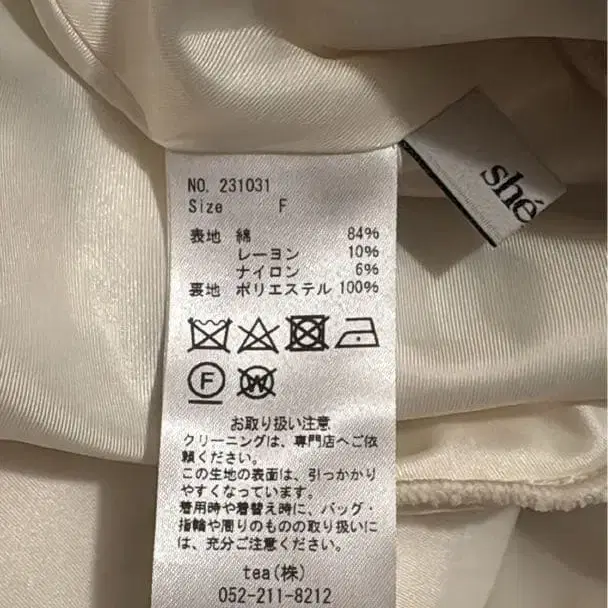 NO. 231031
Size F
表地 綿 84%
レーヨン 10%
ナイロン 6%
裏地 ポリエステル 100%
F W
お取り扱い注意
クリーニングは、専門店へご依
頼ください。
この生地の表面は、引っかかり
やすくなっています。
着用時や着替え時に、バッグ・
指輪や周りのものの取り扱いに
は、充分ご注意ください。
tea(株)
052-211-8212
shé